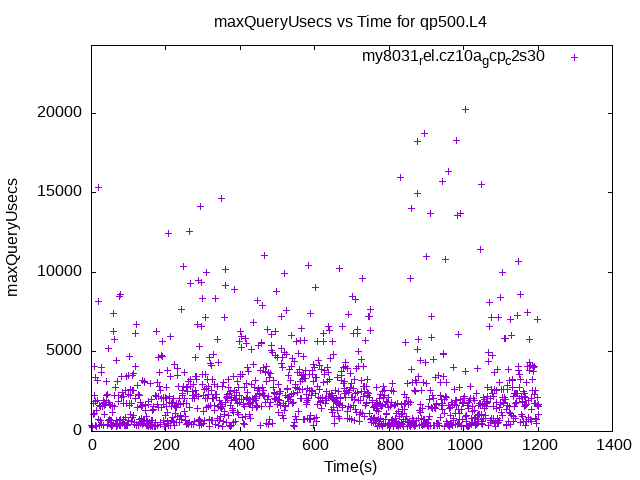 maxQueryUsecs vs Time for qp500.L4
my8031rel.cz10agcpc2s30
maxQueryUsecs
20000
15000
10000
5000
0
0 200 400 600 800 1000 1200 1400
Time(s)